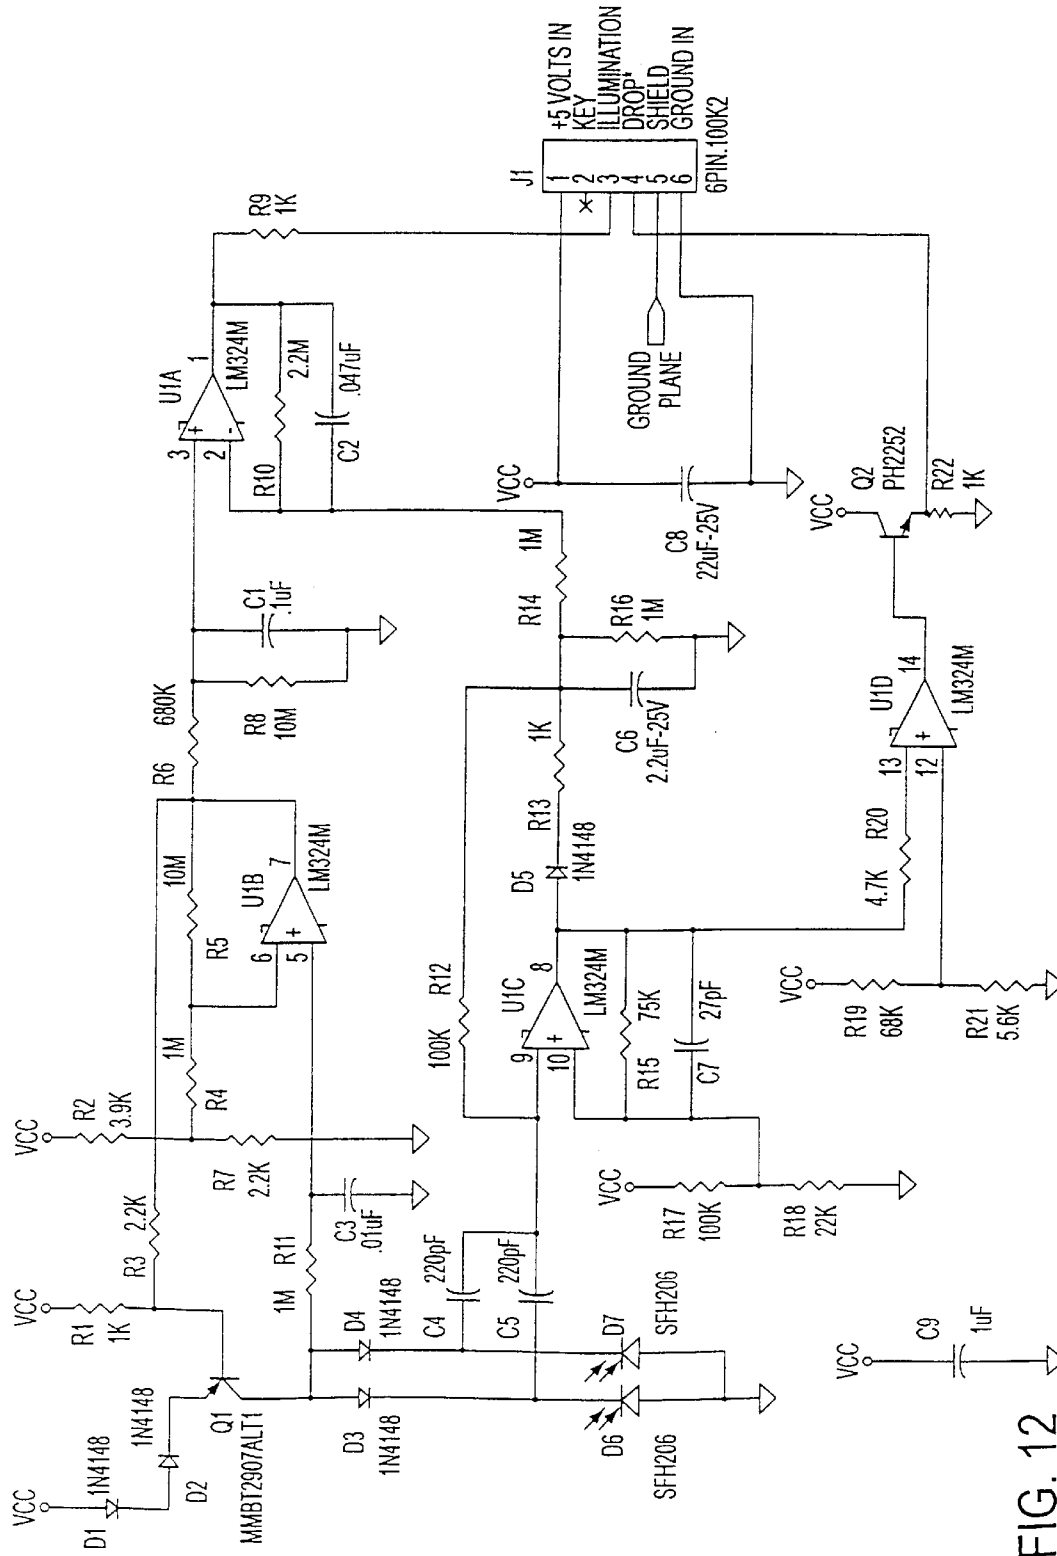 VCC
D1
1N4148
D2
1N4148
VCC
R1
1K
Q1
MMBT2907ALT1
R3
2.2K
VCC
R2
3.9K
R4
1M
R7
2.2K
R5
10M
6
5
U1B
7
LM324M
R6
680K
R8
10M
C1
.1uF
3
2
U1A
1
LM324M
R10
2.2M
C2
.047uF
R9
1K
J1
1
2
3
4
5
6
+5 VOLTS IN
KEY
ILLUMINATION
DROP*
SHIELD
GROUND IN
6PIN.100K2
GROUND
PLANE
R11
1M
C3
.01uF
D3
1N4148
D4
1N4148
C4
220pF
C5
220pF
D6
SFH206
D7
SFH206
R12
100K
9
10
U1C
8
LM324M
R15
75K
C7
27pF
VCC
R17
100K
R18
22K
D5
1N4148
R13
1K
C6
2.2uF-25V
R14
1M
R16
1M
VCC
C8
22uF-25V
VCC
R19
68K
R21
5.6K
R20
4.7K
13
12
U1D
14
LM324M
VCC
Q2
PH2252
R22
1K
VCC
C9
1uF
FIG. 12